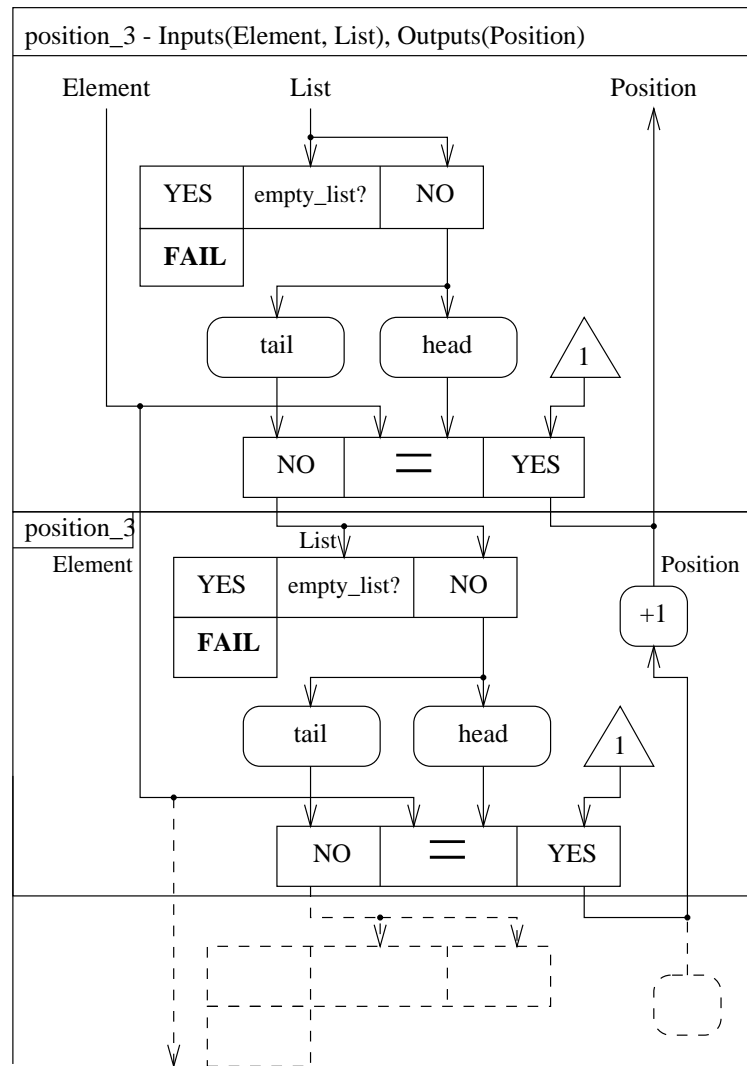 position_3 - Inputs(Element, List), Outputs(Position)
Element List Position
YES empty_list? NO
FAIL
tail head 1
NO = YES
position_3
List
Element Position
YES empty_list? NO
+1
FAIL
tail head 1
NO = YES